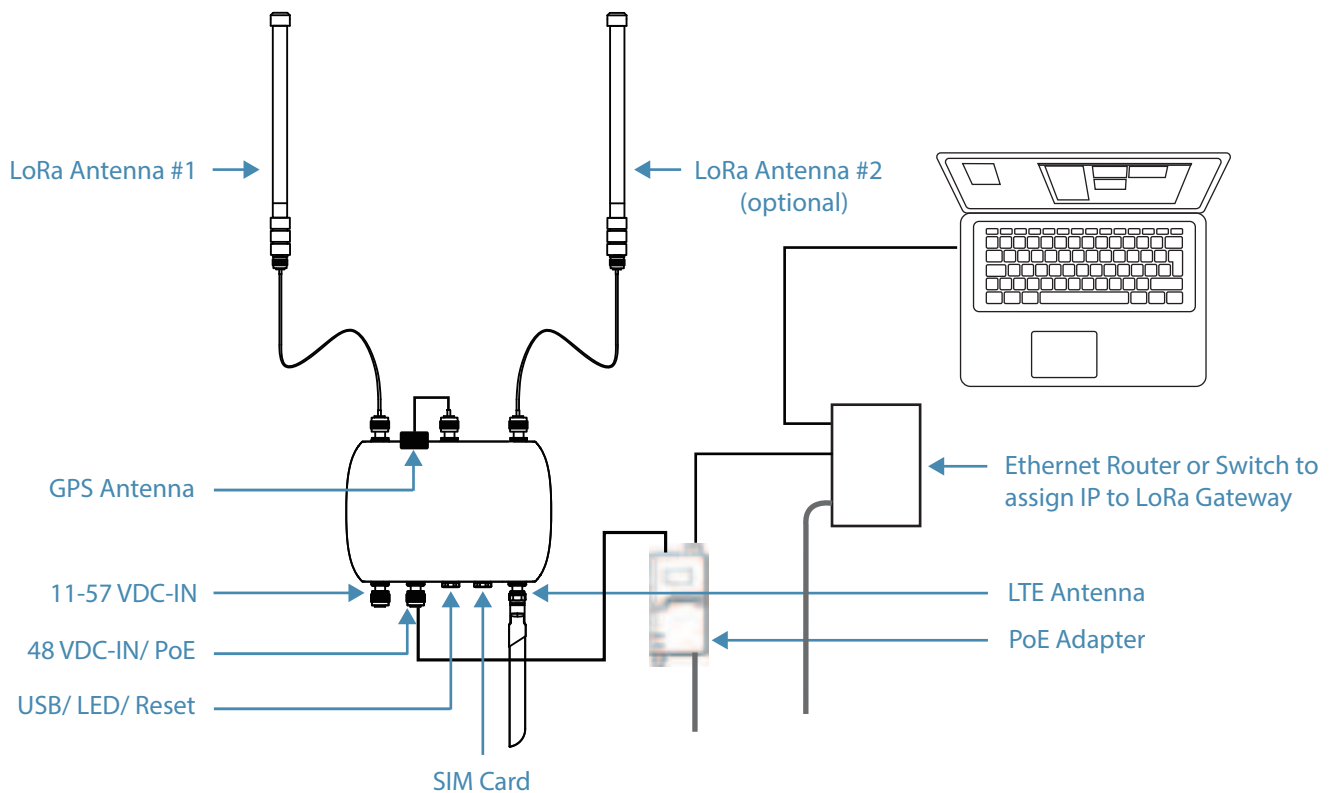 LoRa Antenna #1
LoRa Antenna #2
(optional)
GPS Antenna
Ethernet Router or Switch to
assign IP to LoRa Gateway
11-57 VDC-IN
LTE Antenna
48 VDC-IN/ PoE
PoE Adapter
USB/ LED/ Reset
SIM Card